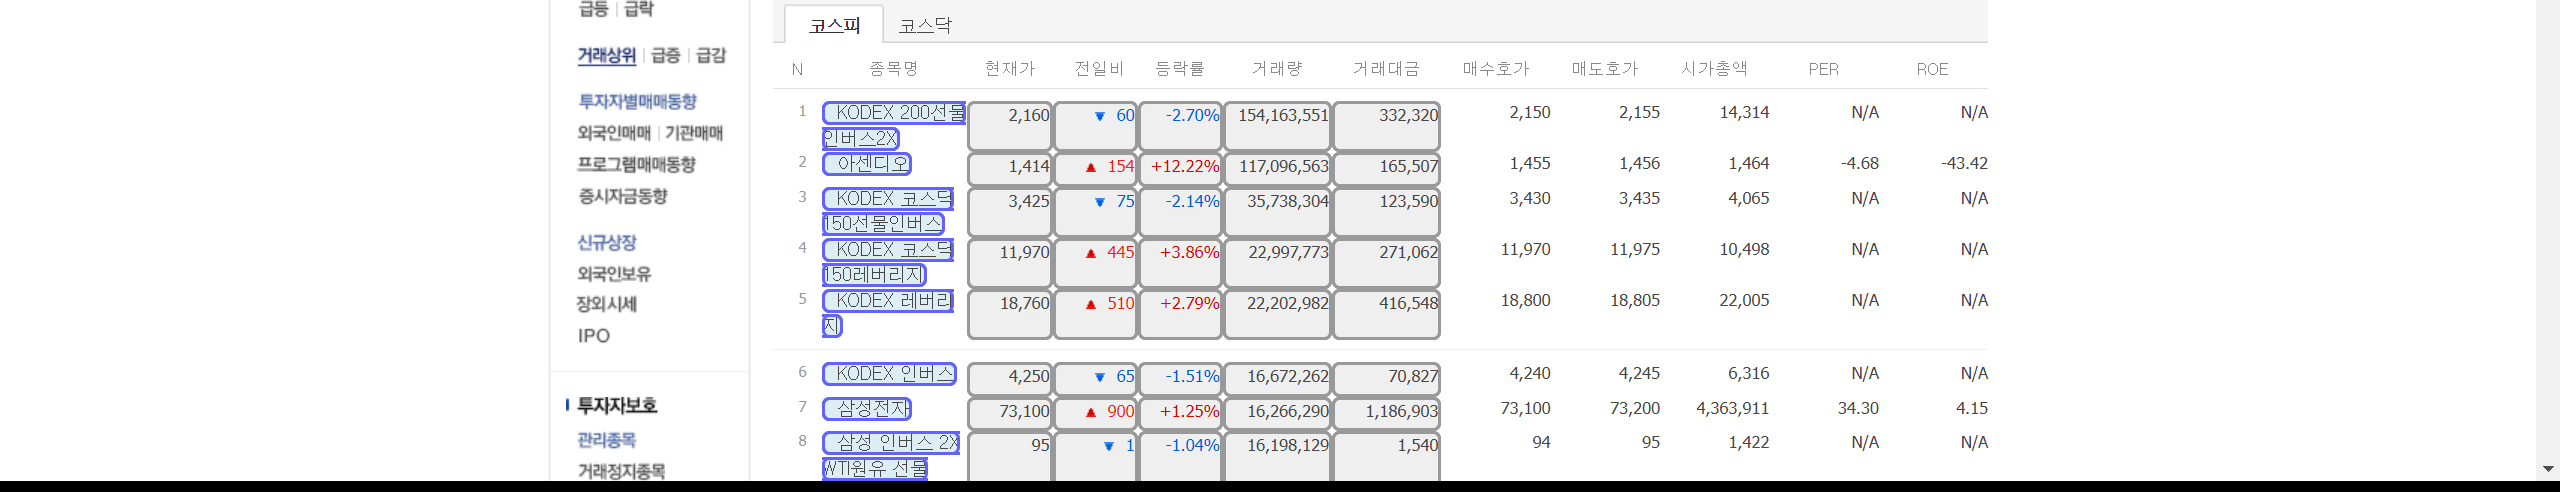 급등 | 급락
거래상위 | 급증 | 급감
투자자별매매동향
외국인매매 | 기관매매
프로그램매매동향
증시자금동향
신규상장
외국인보유
장외시세
IPO
투자자보호
관리종목
거래정지종목
코스피 코스닥
N 종목명 현재가 전일비 등락률 거래량 거래대금 매수호가 매도호가 시가총액 PER ROE
1 KODEX 200선물 2,160 ▼ 60 -2.70% 154,163,551 332,320 2,150 2,155 14,314 N/A N/A
인버스2X
2 아센디오 1,414 ▲ 154 +12.22% 117,096,563 165,507 1,455 1,456 1,464 -4.68 -43.42
3 KODEX 코스닥 3,425 ▼ 75 -2.14% 35,738,304 123,590 3,430 3,435 4,065 N/A N/A
150선물인버스
4 KODEX 코스닥 11,970 ▲ 445 +3.86% 22,997,773 271,062 11,970 11,975 10,498 N/A N/A
150레버리지
5 KODEX 레버리 18,760 ▲ 510 +2.79% 22,202,982 416,548 18,800 18,805 22,005 N/A N/A
지
6 KODEX 인버스 4,250 ▼ 65 -1.51% 16,672,262 70,827 4,240 4,245 6,316 N/A N/A
7 삼성전자 73,100 ▲ 900 +1.25% 16,266,290 1,186,903 73,100 73,200 4,363,911 34.30 4.15
8 삼성 인버스 2X 95 ▼ 1 -1.04% 16,198,129 1,540 94 95 1,422 N/A N/A
WTI원유 선물